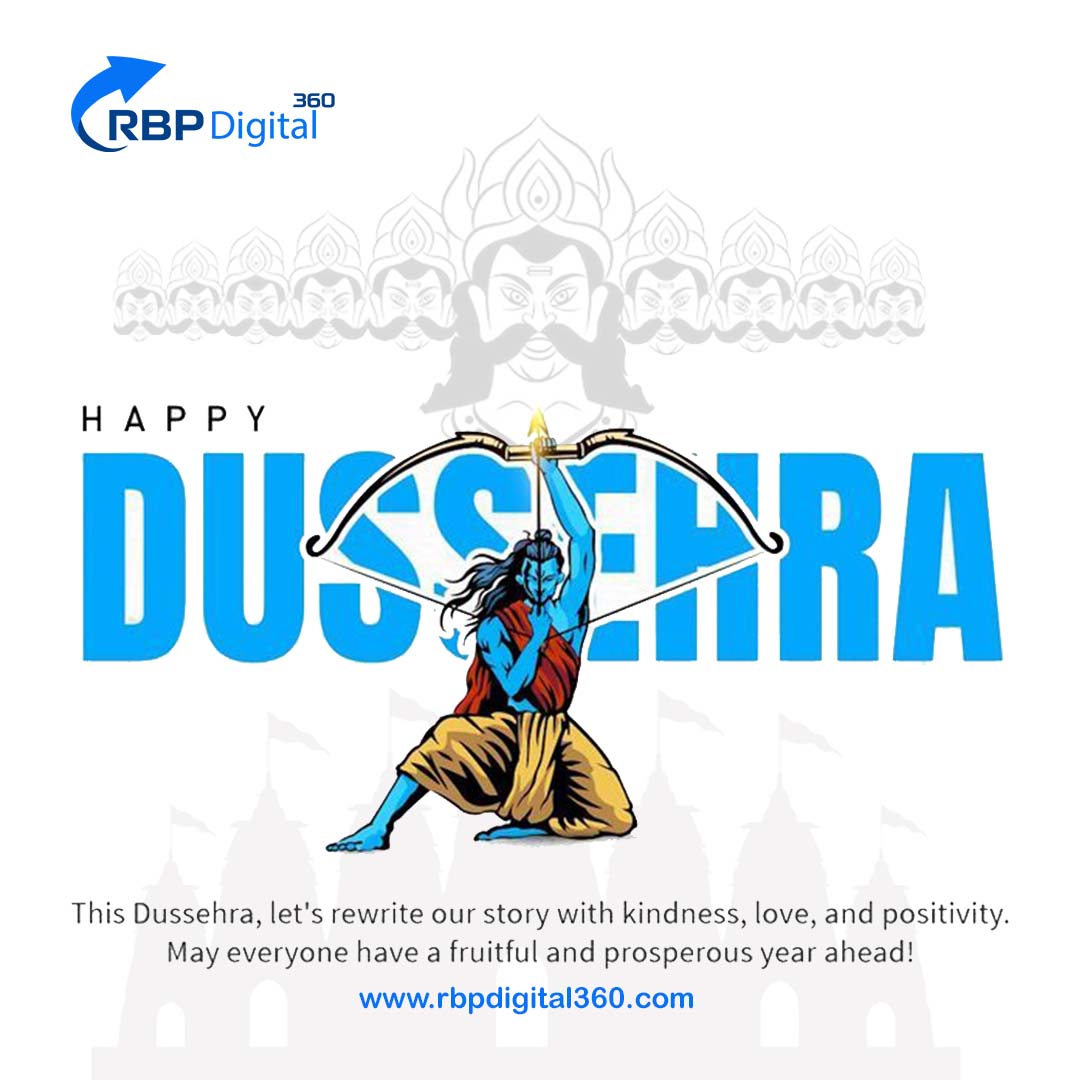 RBP Digital 360
HAPPY
DUSSEHRA
This Dussehra, let's rewrite our story with kindness, love, and positivity.
May everyone have a fruitful and prosperous year ahead!
www.rbpdigital360.com